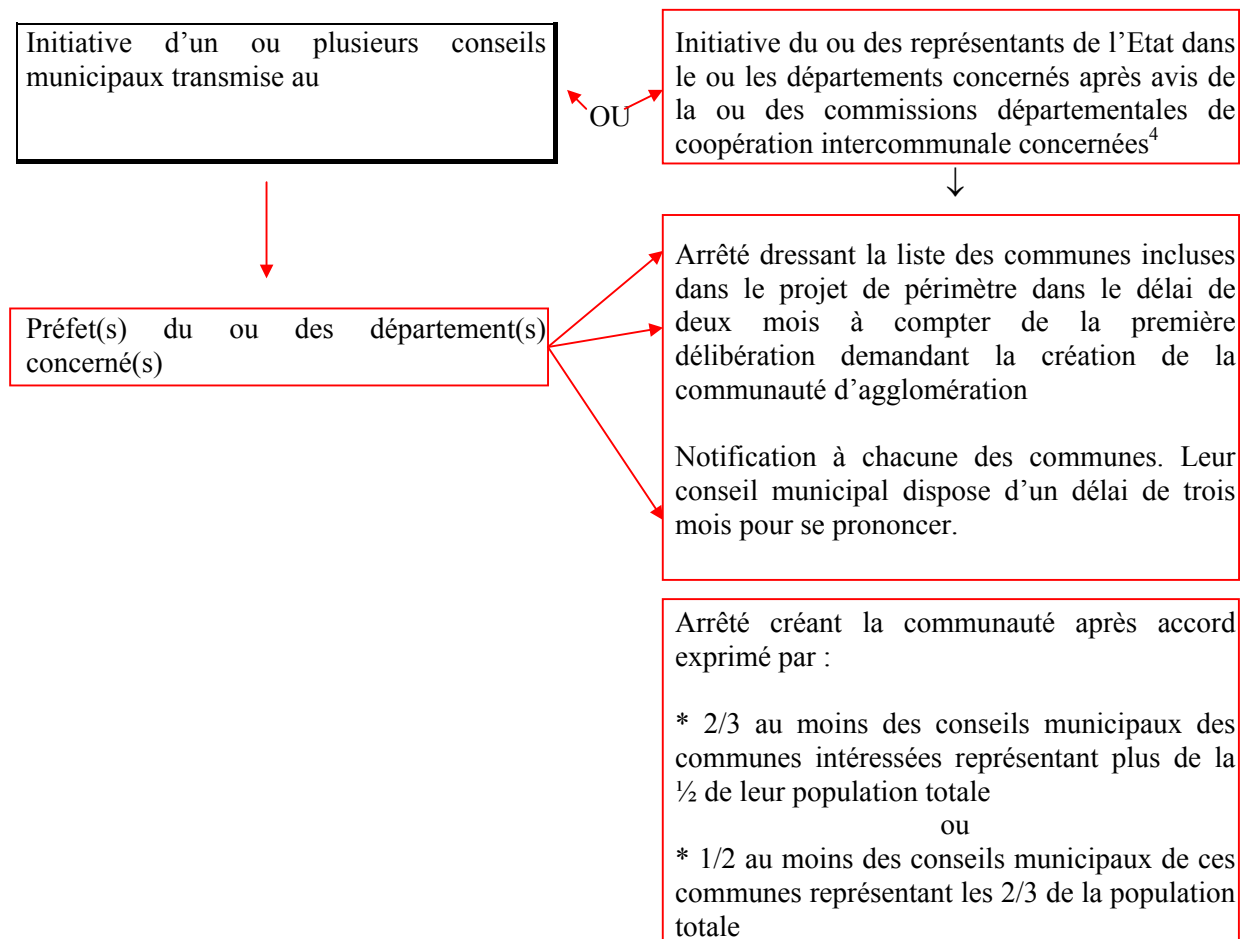 Initiative d’un ou plusieurs conseils
municipaux transmise au
OU
Initiative du ou des représentants de l’Etat dans
le ou les départements concernés après avis de
la ou des commissions départementales de
coopération intercommunale concernées4
↓
Préfet(s) du ou des département(s)
concerné(s)
Arrêté dressant la liste des communes incluses
dans le projet de périmètre dans le délai de
deux mois à compter de la première
délibération demandant la création de la
communauté d’agglomération
Notification à chacune des communes. Leur
conseil municipal dispose d’un délai de trois
mois pour se prononcer.
Arrêté créant la communauté après accord
exprimé par :
* 2/3 au moins des conseils municipaux des
communes intéressées représentant plus de la
½ de leur population totale
ou
* 1/2 au moins des conseils municipaux de ces
communes représentant les 2/3 de la population
totale